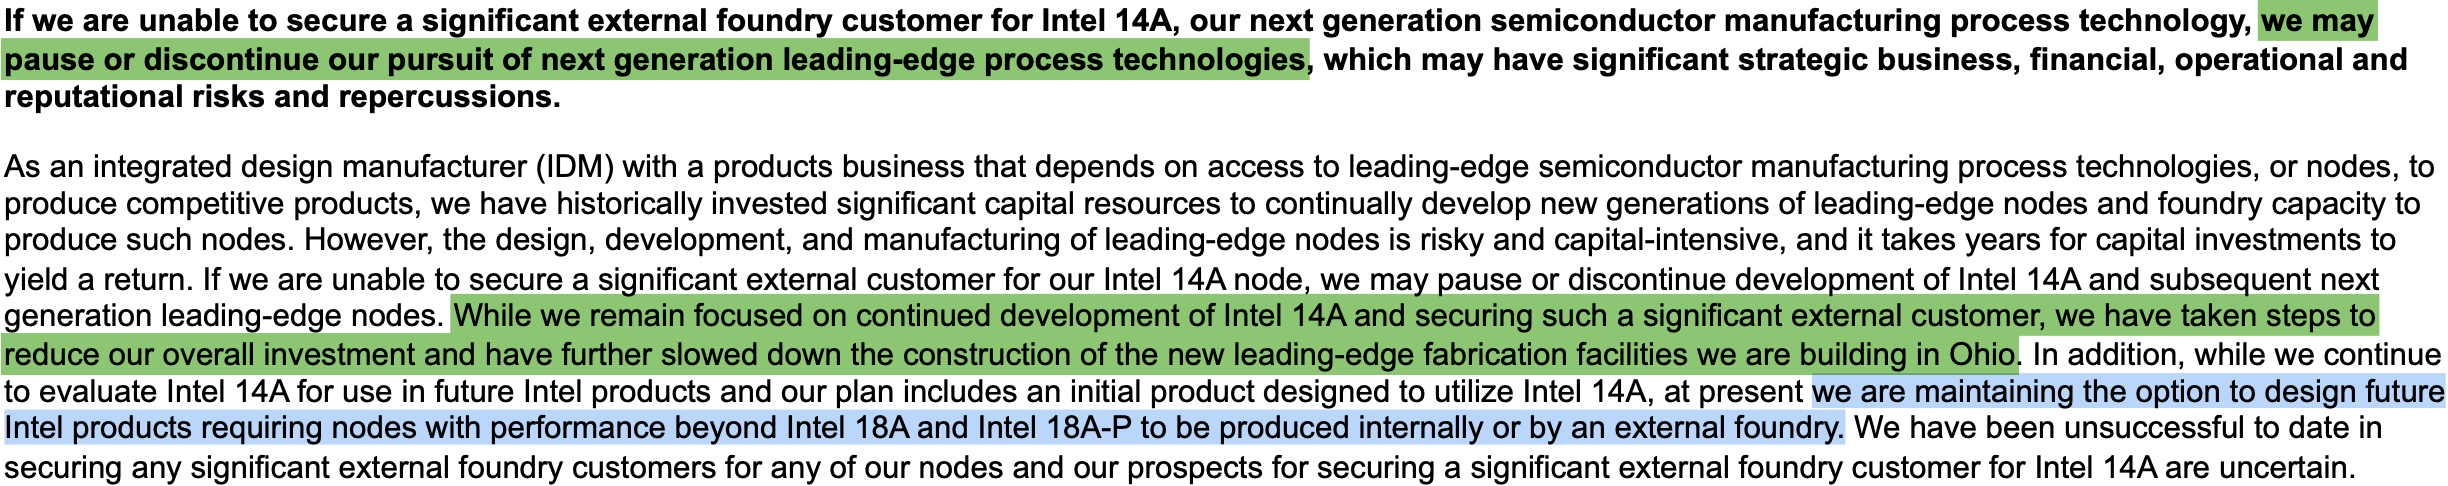 If we are unable to secure a significant external foundry customer for Intel 14A, our next generation semiconductor manufacturing process technology, we may
pause or discontinue our pursuit of next generation leading-edge process technologies, which may have significant strategic business, financial, operational and
reputational risks and repercussions.
As an integrated design manufacturer (IDM) with a products business that depends on access to leading-edge semiconductor manufacturing process technologies, or nodes, to
produce competitive products, we have historically invested significant capital resources to continually develop new generations of leading-edge nodes and foundry capacity to
produce such nodes. However, the design, development, and manufacturing of leading-edge nodes is risky and capital-intensive, and it takes years for capital investments to
yield a return. If we are unable to secure a significant external customer for our Intel 14A node, we may pause or discontinue development of Intel 14A and subsequent next
generation leading-edge nodes. While we remain focused on continued development of Intel 14A and securing such a significant external customer, we have taken steps to
reduce our overall investment and have further slowed down the construction of the new leading-edge fabrication facilities we are building in Ohio. In addition, while we continue
to evaluate Intel 14A for use in future Intel products and our plan includes an initial product designed to utilize Intel 14A, at present we are maintaining the option to design future
Intel products requiring nodes with performance beyond Intel 18A and Intel 18A-P to be produced internally or by an external foundry. We have been unsuccessful to date in
securing any significant external foundry customers for any of our nodes and our prospects for securing a significant external foundry customer for Intel 14A are uncertain.